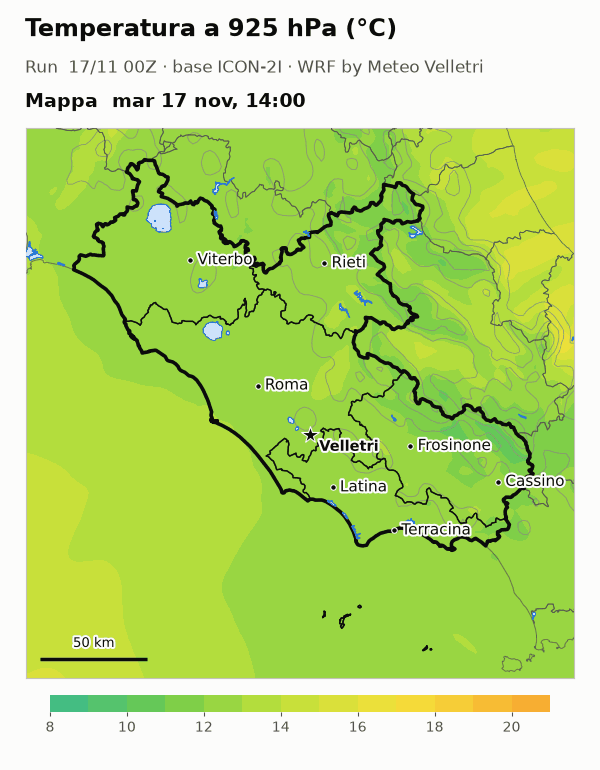 Temperatura a 925 hPa (°C)
Run  17/11 00Z · base ICON-2I · WRF by Meteo Velletri
Mappa  mar 17 nov, 14:00
Viterbo
Rieti
Roma
Velletri
Frosinone
Cassino
Latina
Terracina
50 km
8 10 12 14 16 18 20